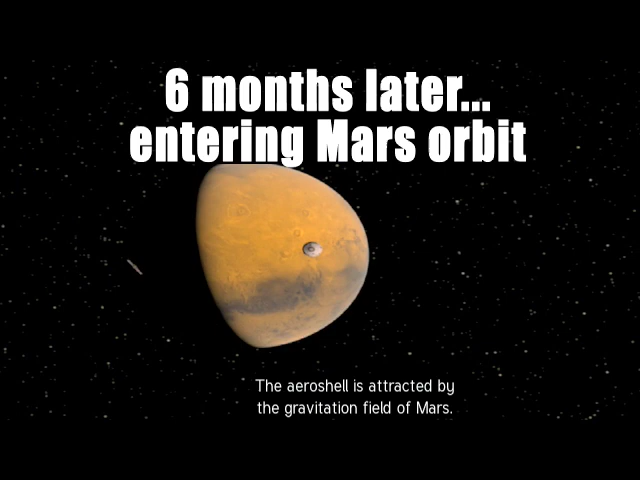 6 months later...
entering Mars orbit
The aeroshell is attracted by
the gravitation field of Mars.